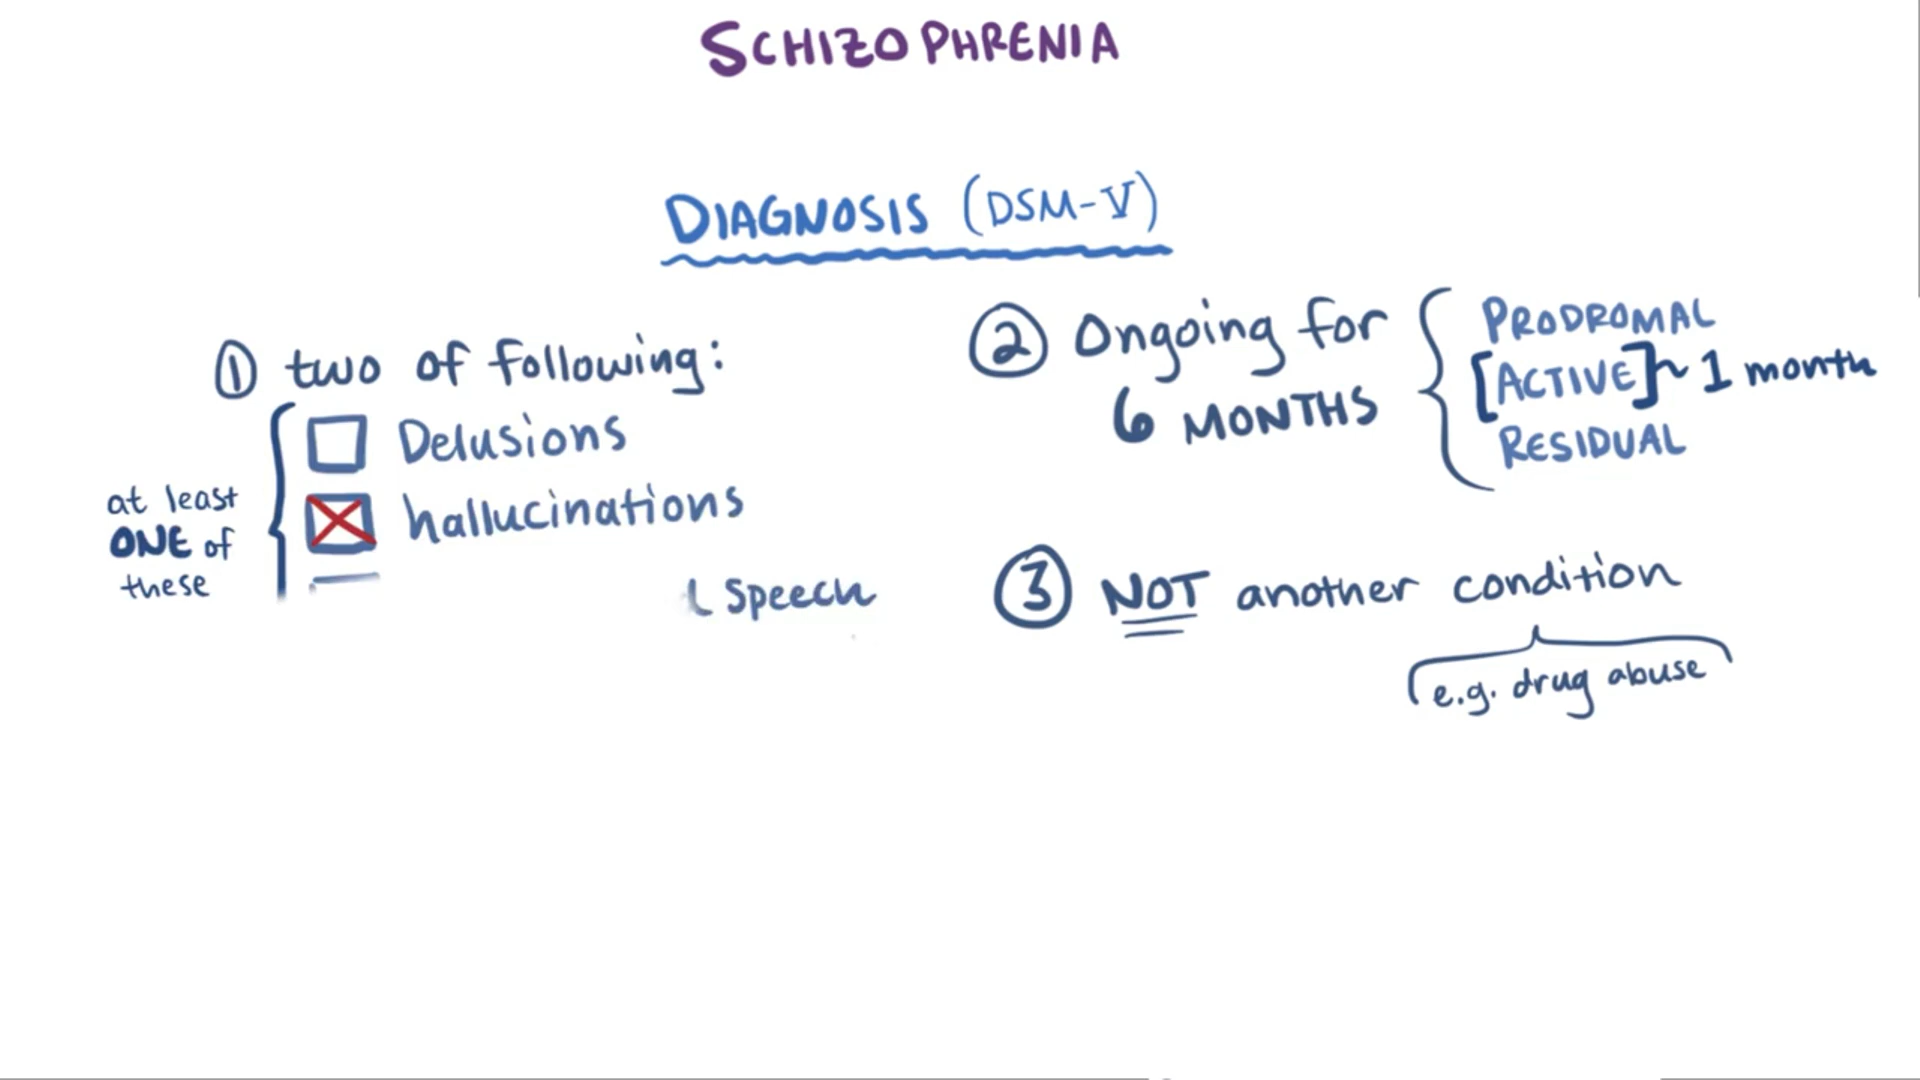 SCHIZOPHRENIA
DIAGNOSIS (DSM-V)
① two of following:
Delusions
hallucinations
Speech
at least
ONE of
these
② Ongoing for
6 MONTHS
PRODROMAL
[ACTIVE] ~ 1 month
RESIDUAL
③ NOT another condition
e.g. drug abuse